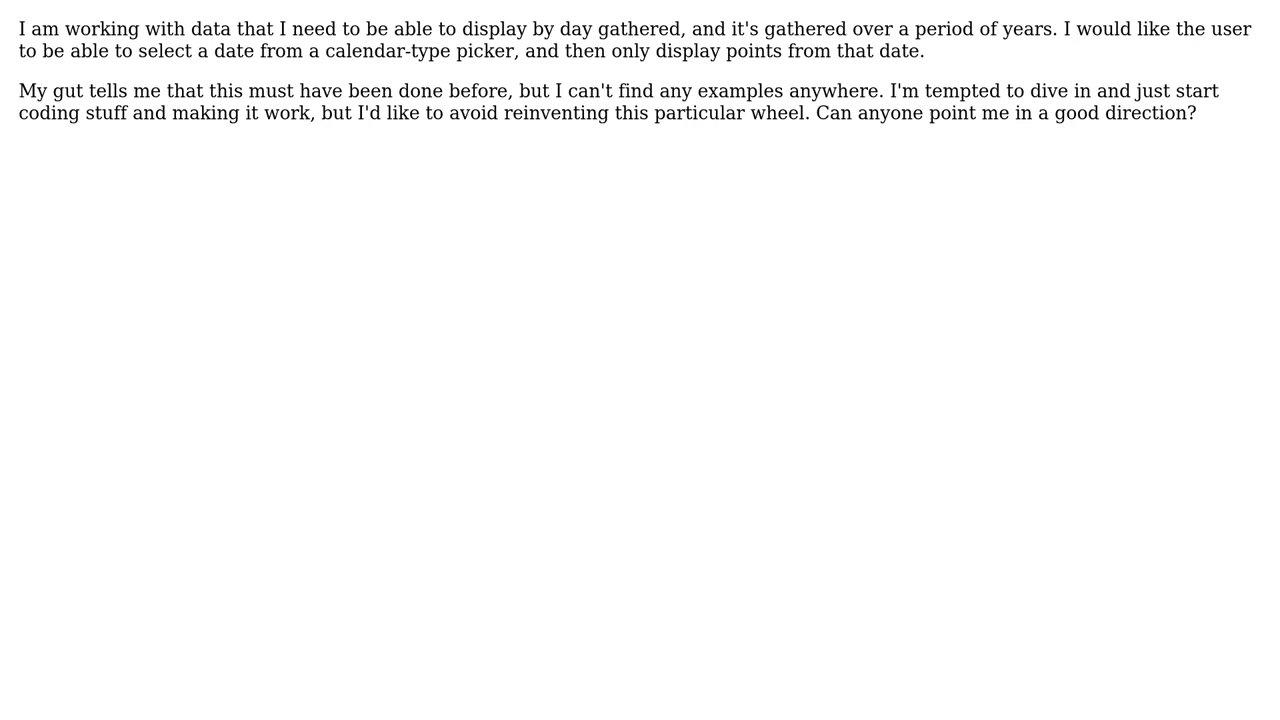 I am working with data that I need to be able to display by day gathered, and it's gathered over a period of years. I would like the user
to be able to select a date from a calendar-type picker, and then only display points from that date.
My gut tells me that this must have been done before, but I can't find any examples anywhere. I'm tempted to dive in and just start
coding stuff and making it work, but I'd like to avoid reinventing this particular wheel. Can anyone point me in a good direction?